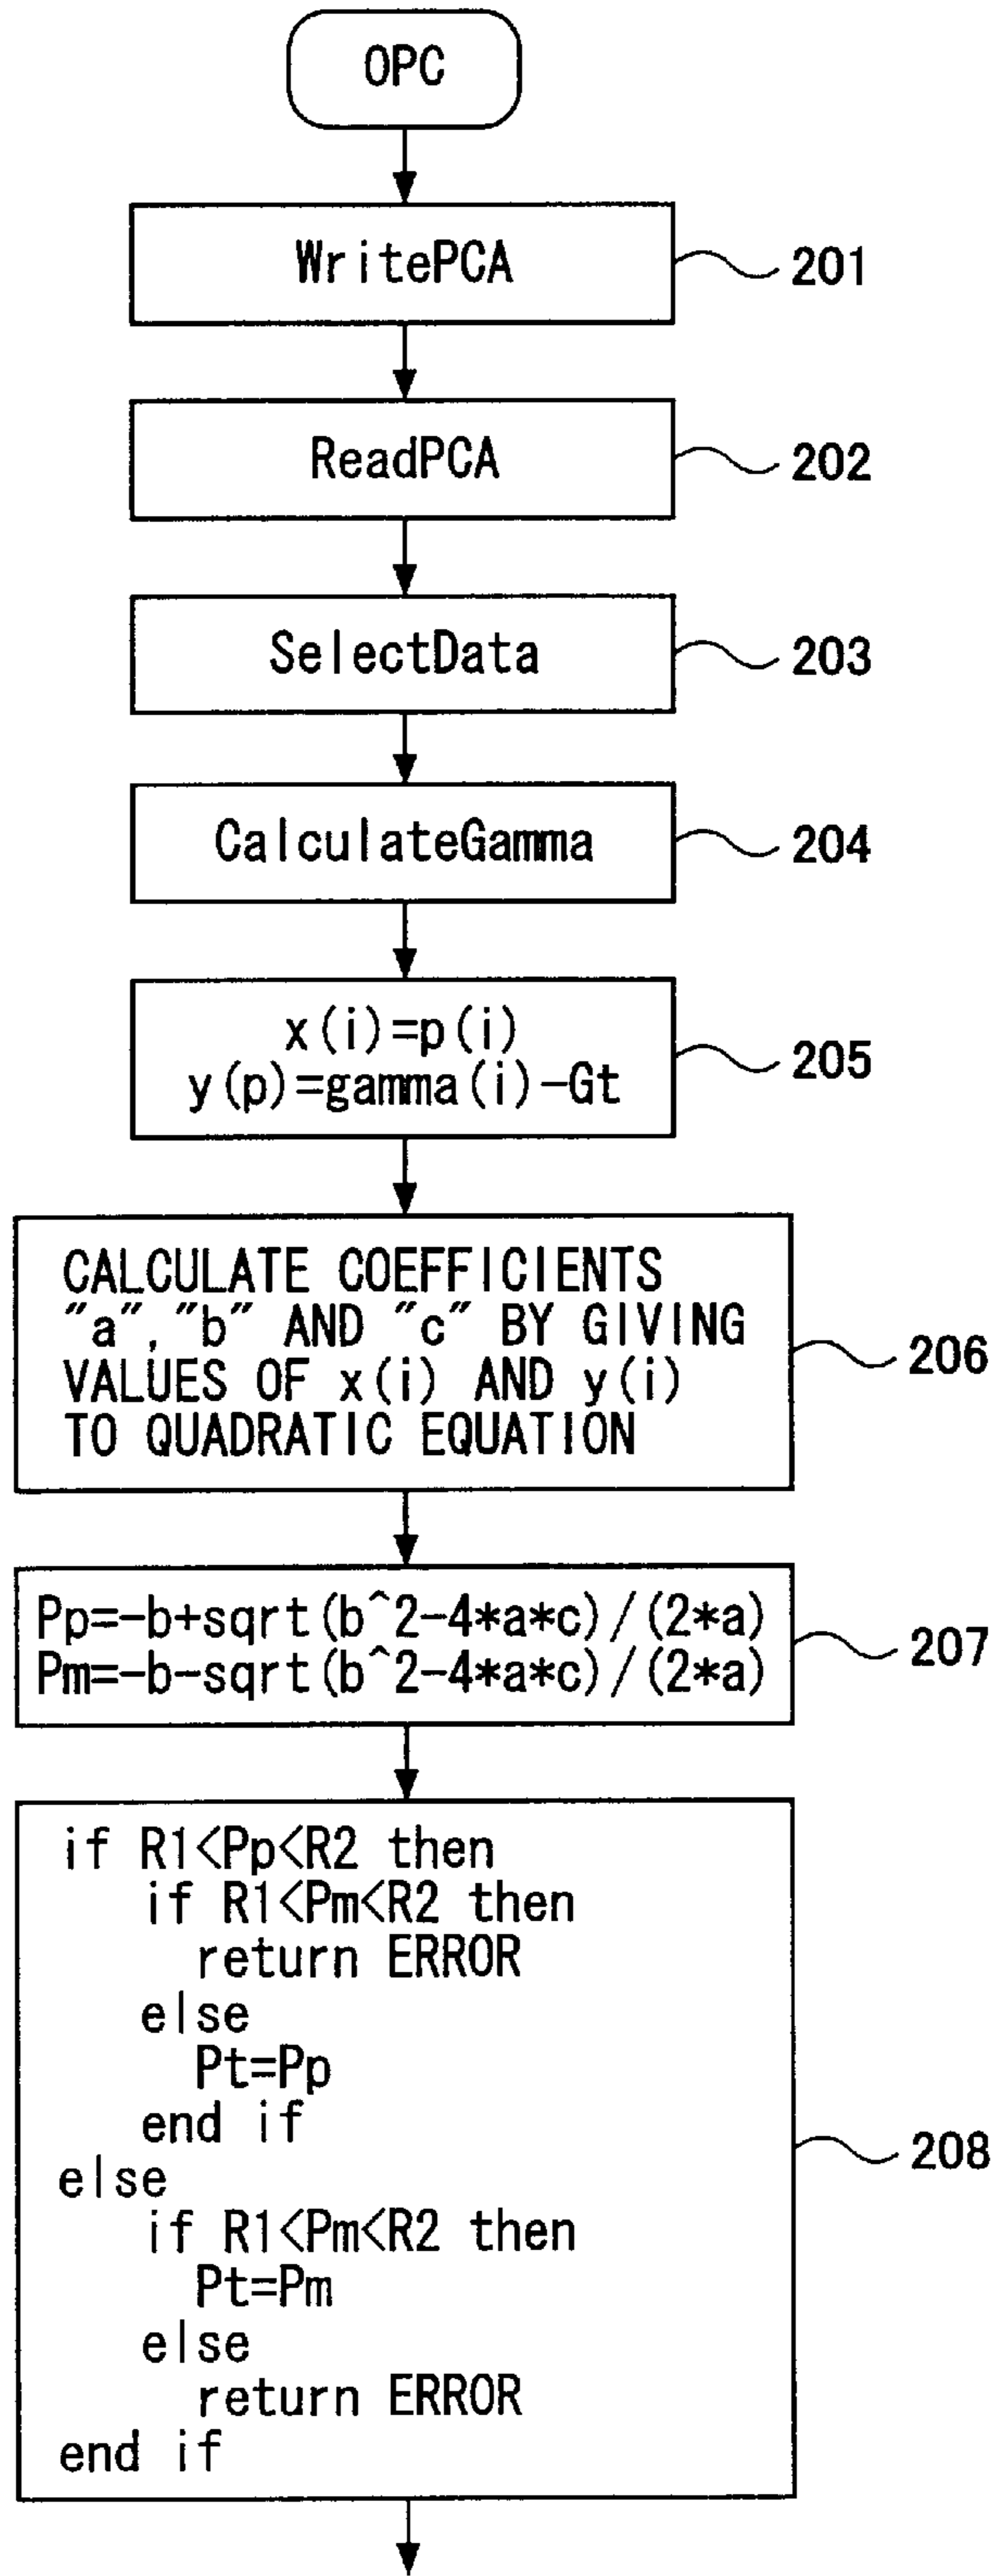 OPC
WritePCA
201
ReadPCA
202
SelectData
203
CalculateGamma
204
x(i)=p(i)
y(p)=gamma(i)-Gt
205
CALCULATE COEFFICIENTS
"a","b" AND "c" BY GIVING
VALUES OF x(i) AND y(i)
TO QUADRATIC EQUATION
206
Pp=-b+sqrt(b^2-4*a*c)/(2*a)
Pm=-b-sqrt(b^2-4*a*c)/(2*a)
207
if R1<Pp<R2 then
if R1<Pm<R2 then
return ERROR
else
Pt=Pp
end if
else
if R1<Pm<R2 then
Pt=Pm
else
return ERROR
end if
208